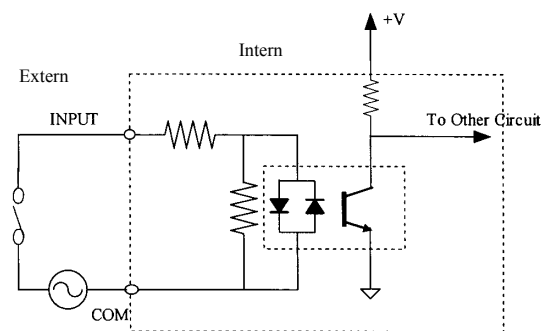 +V
Intern
Extern
INPUT
To Other Circuit
COM